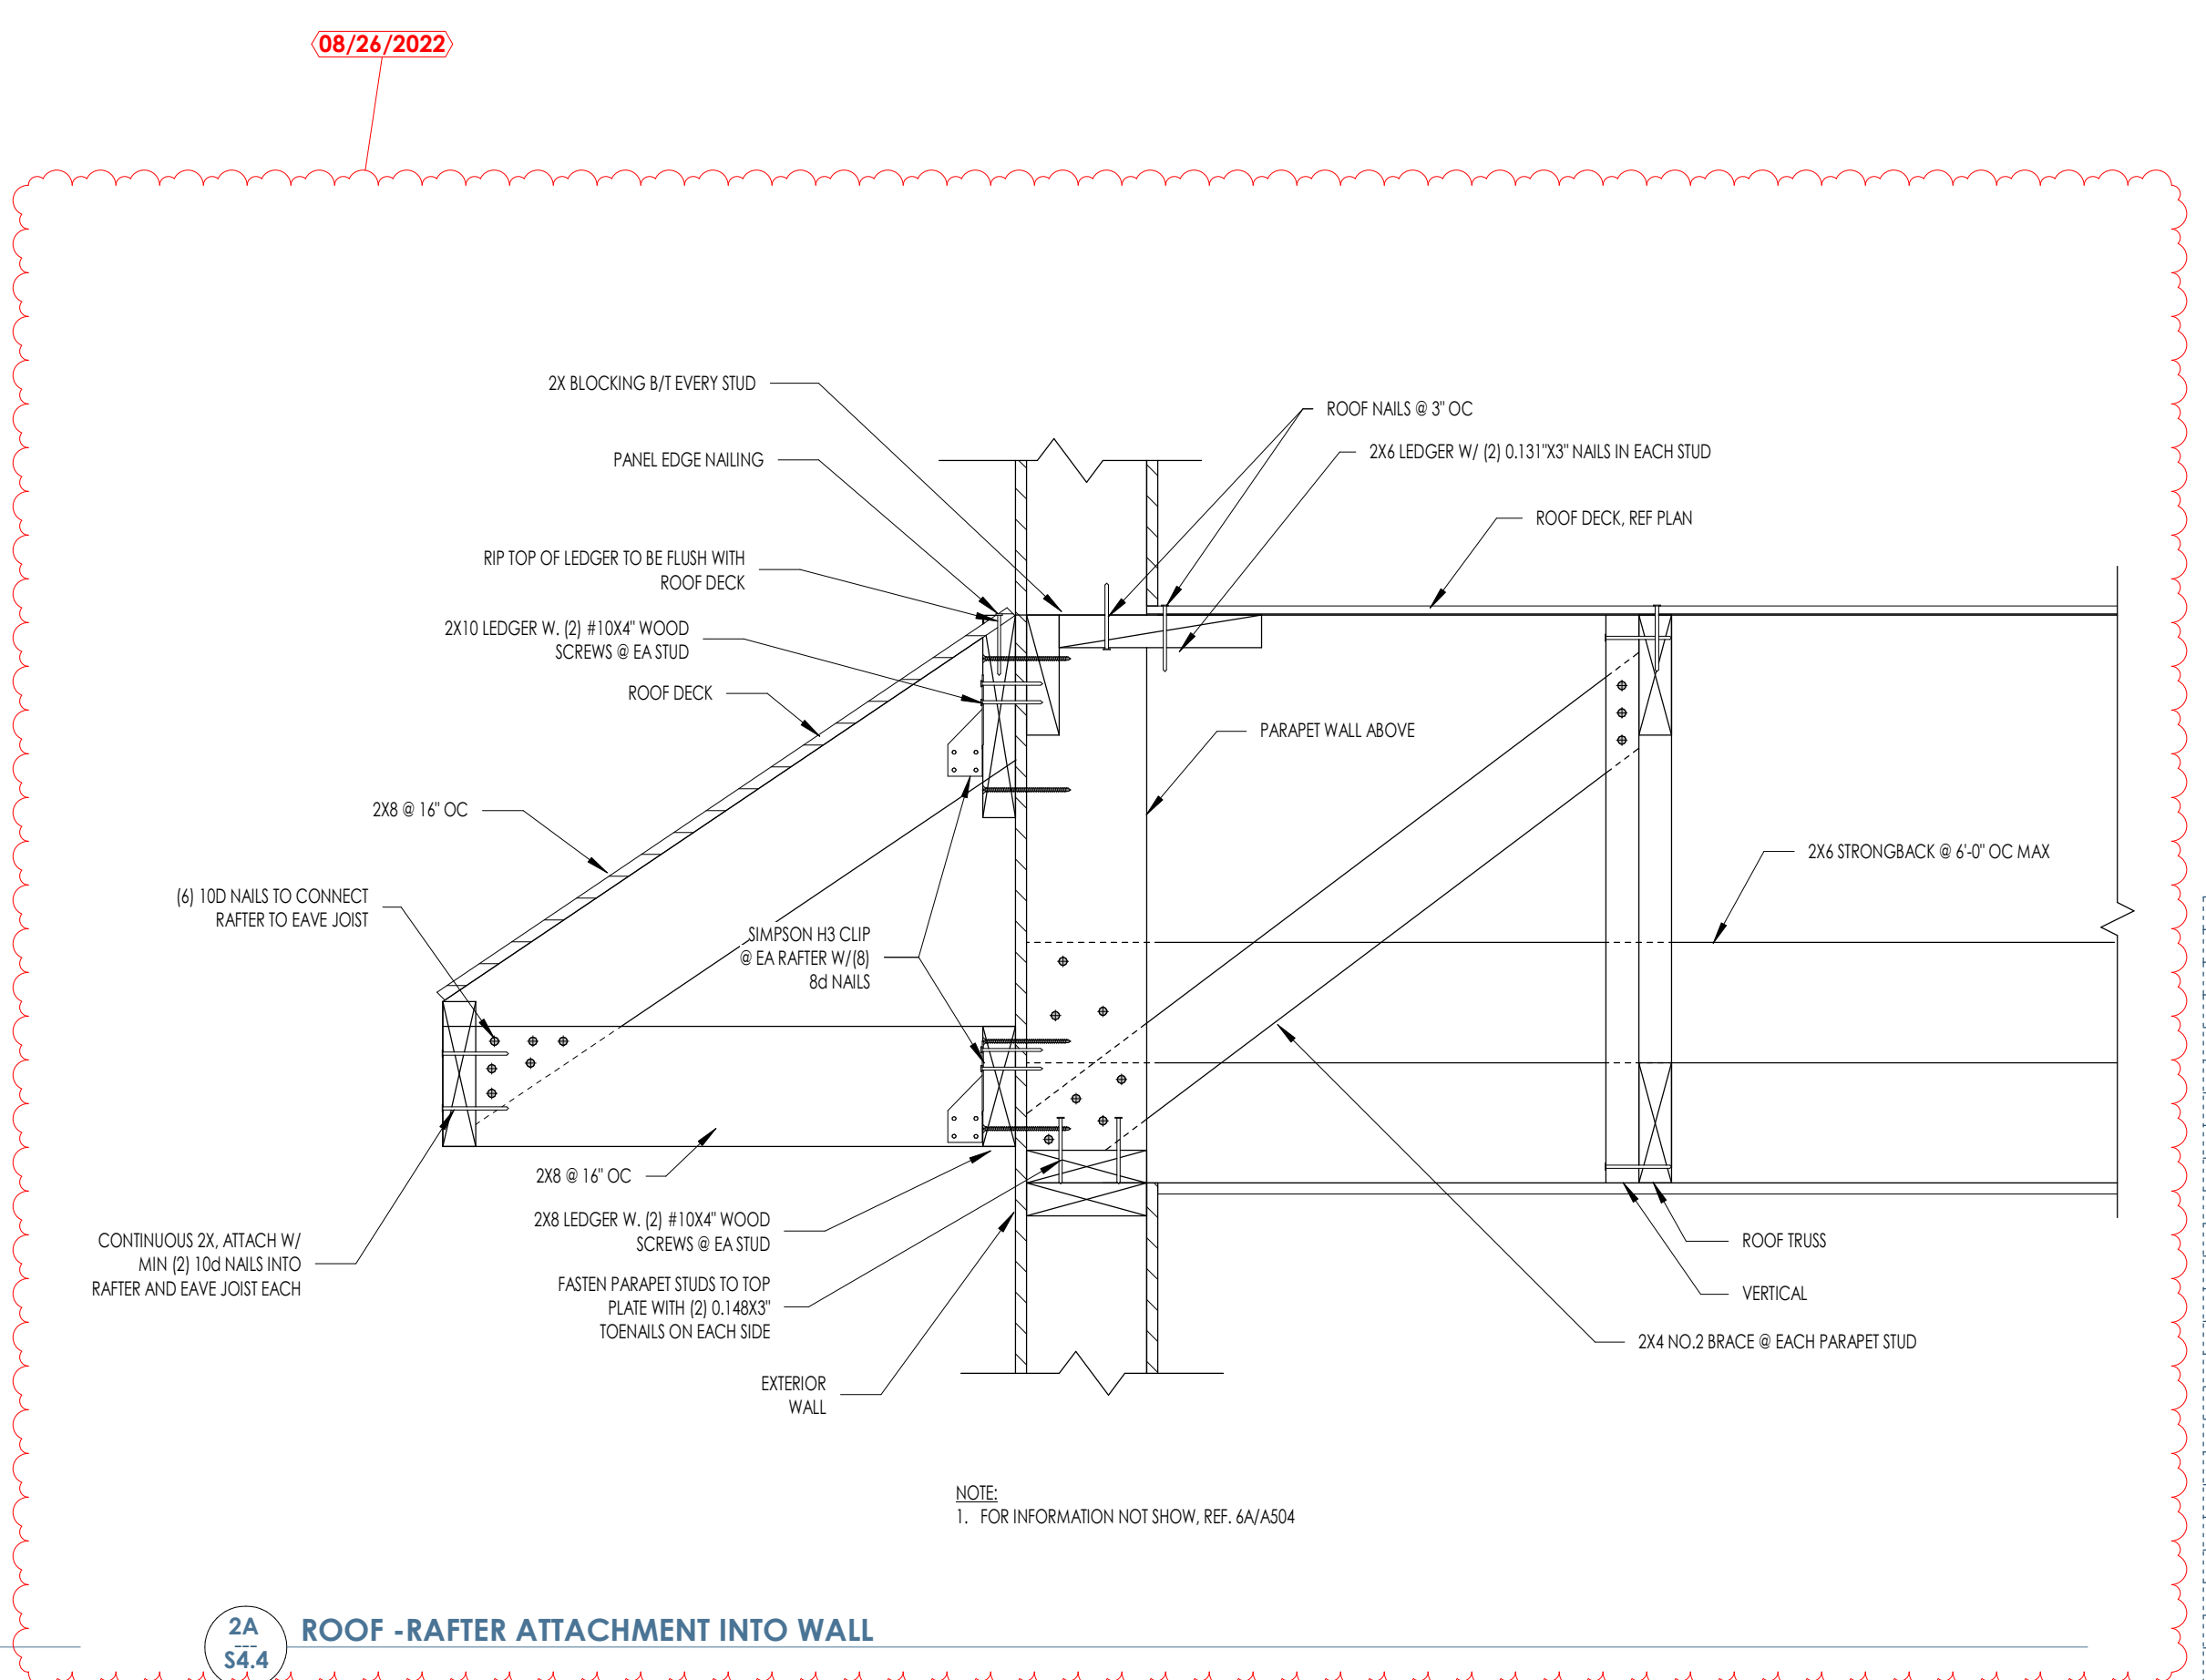 08/26/2022
2X BLOCKING B/T EVERY STUD
PANEL EDGE NAILING
RIP TOP OF LEDGER TO BE FLUSH WITH
ROOF DECK
2X10 LEDGER W. (2) #10X4" WOOD
SCREWS @ EA STUD
ROOF DECK
2X8 @ 16" OC
(6) 10D NAILS TO CONNECT
RAFTER TO EAVE JOIST
SIMPSON H3 CLIP
@ EA RAFTER W/(8)
8d NAILS
2X8 @ 16" OC
2X8 LEDGER W. (2) #10X4" WOOD
SCREWS @ EA STUD
CONTINUOUS 2X, ATTACH W/
MIN (2) 10d NAILS INTO
RAFTER AND EAVE JOIST EACH
FASTEN PARAPET STUDS TO TOP
PLATE WITH (2) 0.148X3"
TOENAILS ON EACH SIDE
EXTERIOR
WALL
ROOF NAILS @ 3" OC
2X6 LEDGER W/ (2) 0.131"X3" NAILS IN EACH STUD
ROOF DECK, REF PLAN
PARAPET WALL ABOVE
2X6 STRONGBACK @ 6'-0" OC MAX
ROOF TRUSS
VERTICAL
2X4 NO.2 BRACE @ EACH PARAPET STUD
NOTE:
1. FOR INFORMATION NOT SHOW, REF. 6A/A504
2A
---
S4.4
ROOF -RAFTER ATTACHMENT INTO WALL